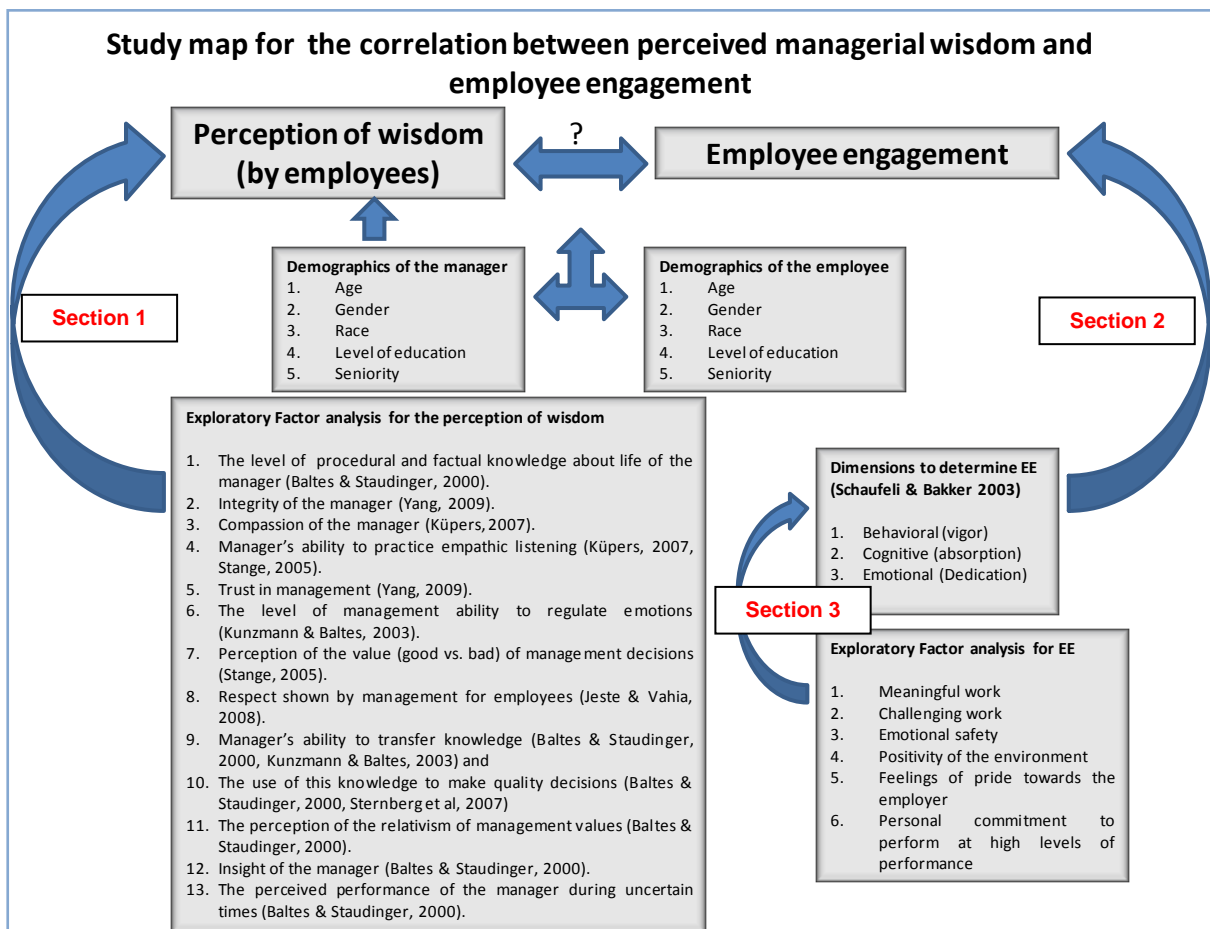 Study map for the correlation between perceived managerial wisdom and
employee engagement
Perception of wisdom
(by employees)
?
Employee engagement
Demographics of the manager
1. Age
2. Gender
3. Race
4. Level of education
5. Seniority
Demographics of the employee
1. Age
2. Gender
3. Race
4. Level of education
5. Seniority
Section 1
Section 2
Exploratory Factor analysis for the perception of wisdom
1. The level of procedural and factual knowledge about life of the
manager (Baltes & Staudinger, 2000).
2. Integrity of the manager (Yang, 2009).
3. Compassion of the manager (Küpers, 2007).
4. Manager's ability to practice empathic listening (Küpers, 2007,
Stange, 2005).
5. Trust in management (Yang, 2009).
6. The level of management ability to regulate emotions
(Kunzmann & Baltes, 2003).
7. Perception of the value (good vs. bad) of management decisions
(Stange, 2005).
8. Respect shown by management for employees (Jeste & Vahia,
2008).
9. Manager's ability to transfer knowledge (Baltes & Staudinger,
2000, Kunzmann & Baltes, 2003) and
10. The use of this knowledge to make quality decisions (Baltes &
Staudinger, 2000, Sternberg et al, 2007)
11. The perception of the relativism of management values (Baltes &
Staudinger, 2000).
12. Insight of the manager (Baltes & Staudinger, 2000).
13. The perceived performance of the manager during uncertain
times (Baltes & Staudinger, 2000).
Dimensions to determine EE
(Schaufeli & Bakker 2003)
1. Behavioral (vigor)
2. Cognitive (absorption)
3. Emotional (Dedication)
Section 3
Exploratory Factor analysis for EE
1. Meaningful work
2. Challenging work
3. Emotional safety
4. Positivity of the environment
5. Feelings of pride towards the
employer
6. Personal commitment to
perform at high levels of
performance